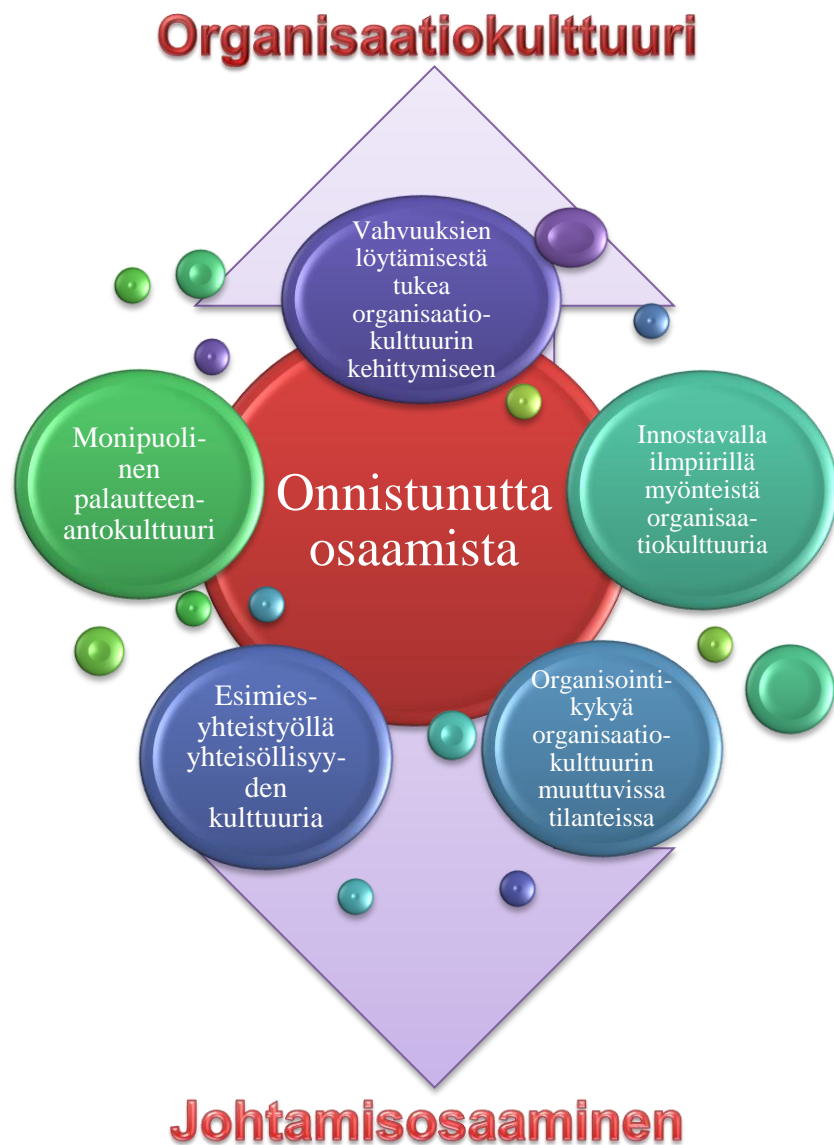 Organisaatiokulttuuri
Vahvuuksien
löytämisestä
tukea
organisaatio-
kulttuurin
kehittymiseen
Monipuoli-
nen
palautteen-
antokulttuuri
Onnistunutta
osaamista
Innostavalla
ilmpiirillä
myönteistä
organisaa-
tiokulttuuria
Esimies-
yhteistyöllä
yhteisöllisyy-
den
kulttuuria
Organisointi-
kykyä
organisaatio-
kulttuurin
muuttuvissa
tilanteissa
Johtamisosaaminen